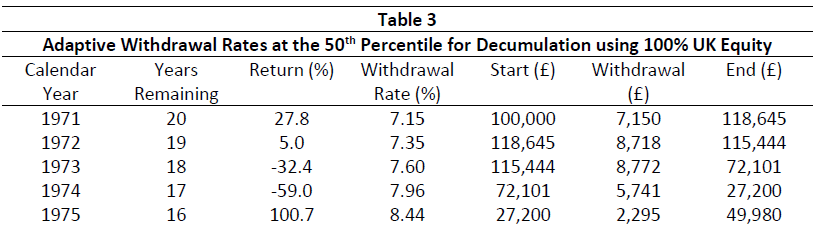 Table 3
Adaptive Withdrawal Rates at the 50th Percentile for Decumulation using 100% UK Equity
Calendar Years Return (%) Withdrawal Start (£) Withdrawal End (£)
Year Remaining Rate (%) (£)
1971 20 27.8 7.15 100,000 7,150 118,645
1972 19 5.0 7.35 118,645 8,718 115,444
1973 18 -32.4 7.60 115,444 8,772 72,101
1974 17 -59.0 7.96 72,101 5,741 27,200
1975 16 100.7 8.44 27,200 2,295 49,980